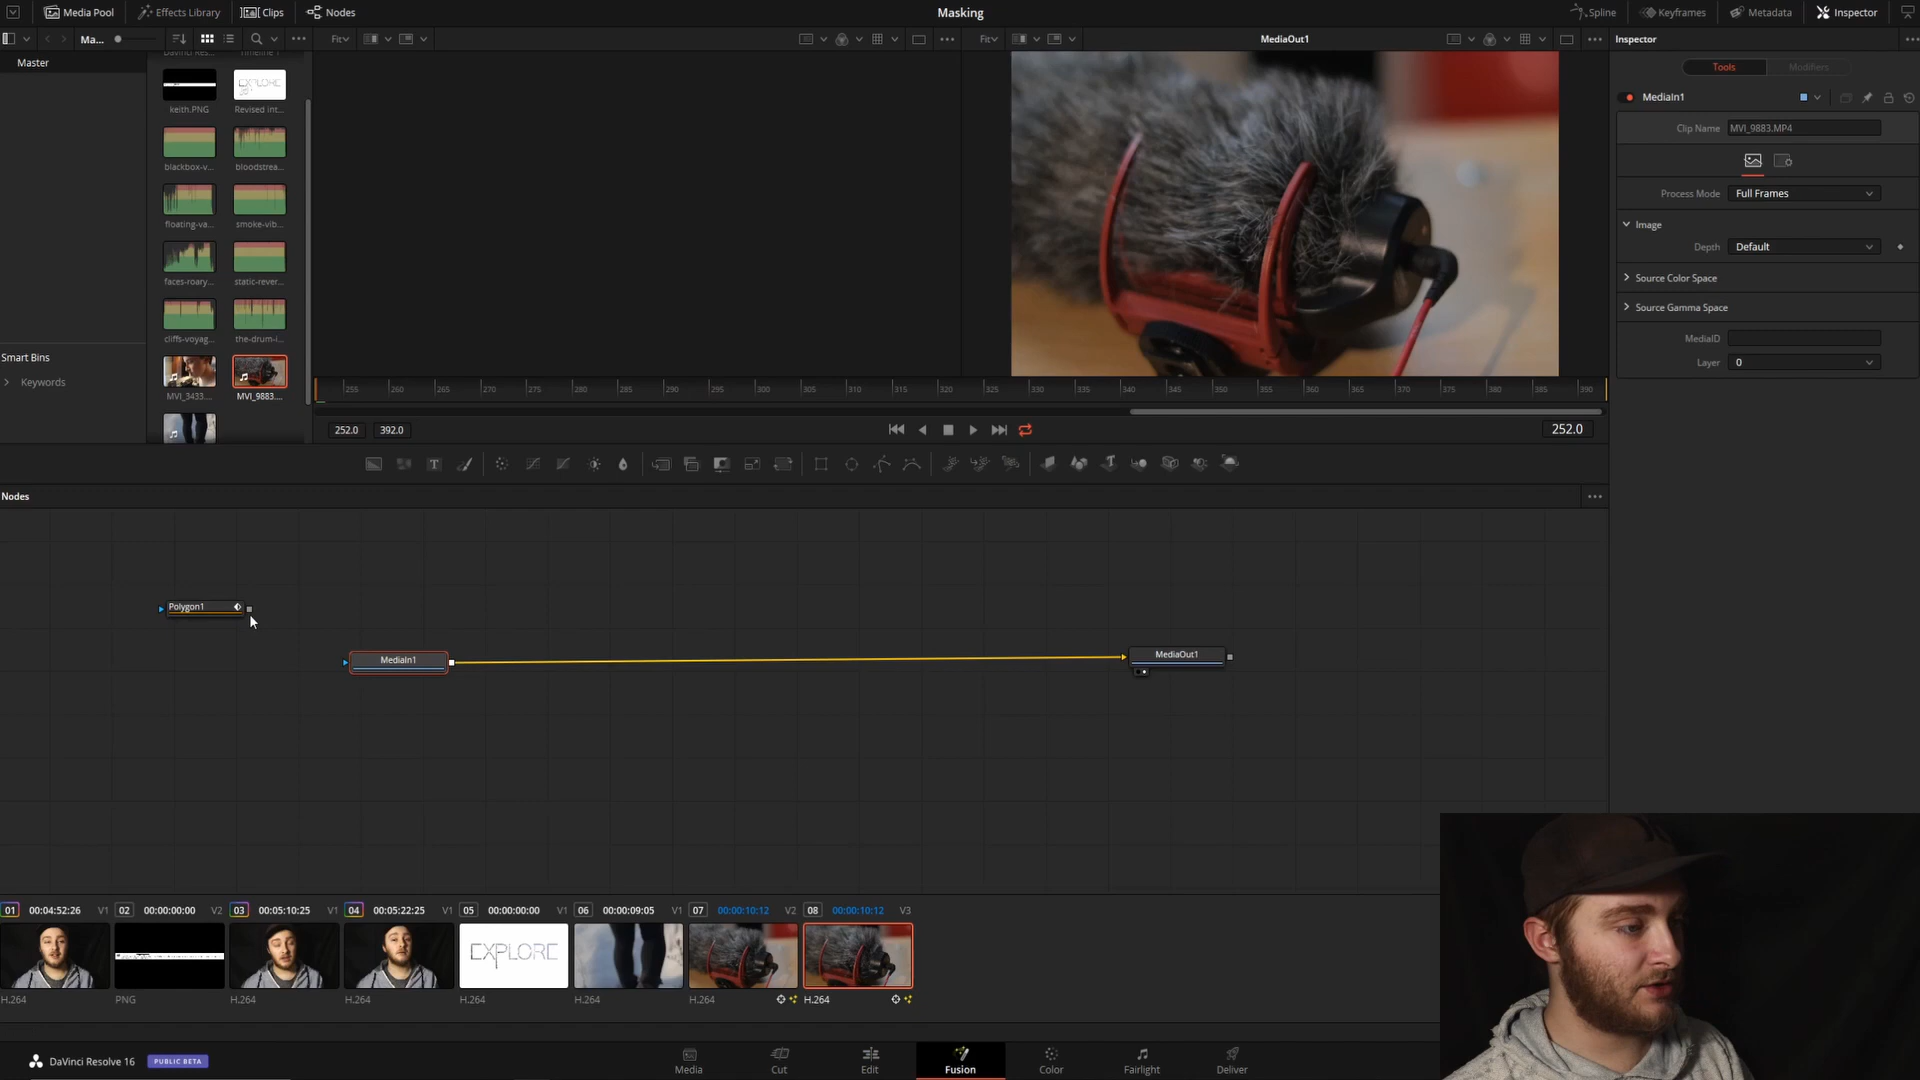 Media Pool
Effects Library
Clips
Nodes
Masking
Spline
Keyframes
Metadata
Inspector
Ma...
Fit
Fit
MediaOut1
Inspector
Master
keith.PNG
Revised int...
blackbox-v...
bloodstrea...
floating-va...
smoke-vib...
faces-roary...
static-rever...
cliffs-voyag...
the-drum-i...
MVI_3433....
MVI_9883....
Smart Bins
Keywords
Tools
Modifiers
MediaIn1
Clip Name MVI_9883.MP4
Process Mode Full Frames
Image
Depth Default
Source Color Space
Source Gamma Space
MediaID
Layer 0
255 260 265 270 275 280 285 290 295 300 305 310 315 320 325 330 335 340 345 350 355 360 365 370 375 380 385 390
252.0 392.0 252.0
Nodes
Polygon1
MediaIn1
MediaOut1
01 00:04:52:26 V1
02 00:00:00:00 V2
03 00:05:10:25 V1
04 00:05:22:25 V1
05 00:00:00:00 V1
06 00:00:09:05 V1
07 00:00:10:12 V2
08 00:00:10:12 V3
EXPLORE
H.264
PNG
H.264
H.264
H.264
H.264
H.264
H.264
DaVinci Resolve 16 PUBLIC BETA
Media
Cut
Edit
Fusion
Color
Fairlight
Deliver